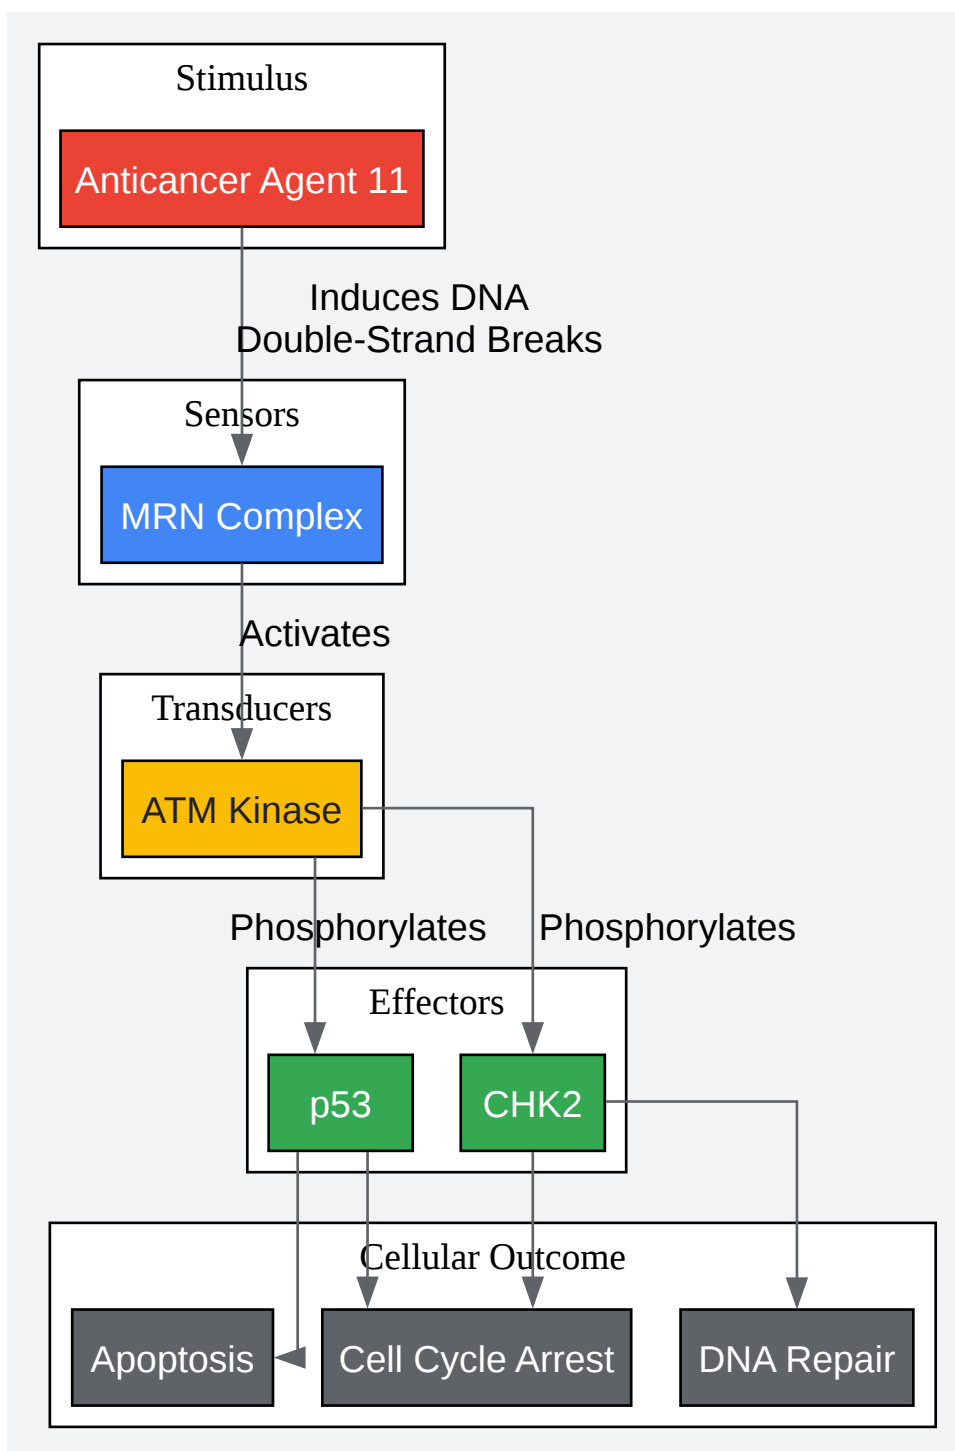 Stimulus
Anticancer Agent 11
Induces DNA
Double-Strand Breaks
Sensors
MRN Complex
Activates
Transducers
ATM Kinase
Phosphorylates
Phosphorylates
Effectors
p53
CHK2
Cellular Outcome
Apoptosis
Cell Cycle Arrest
DNA Repair